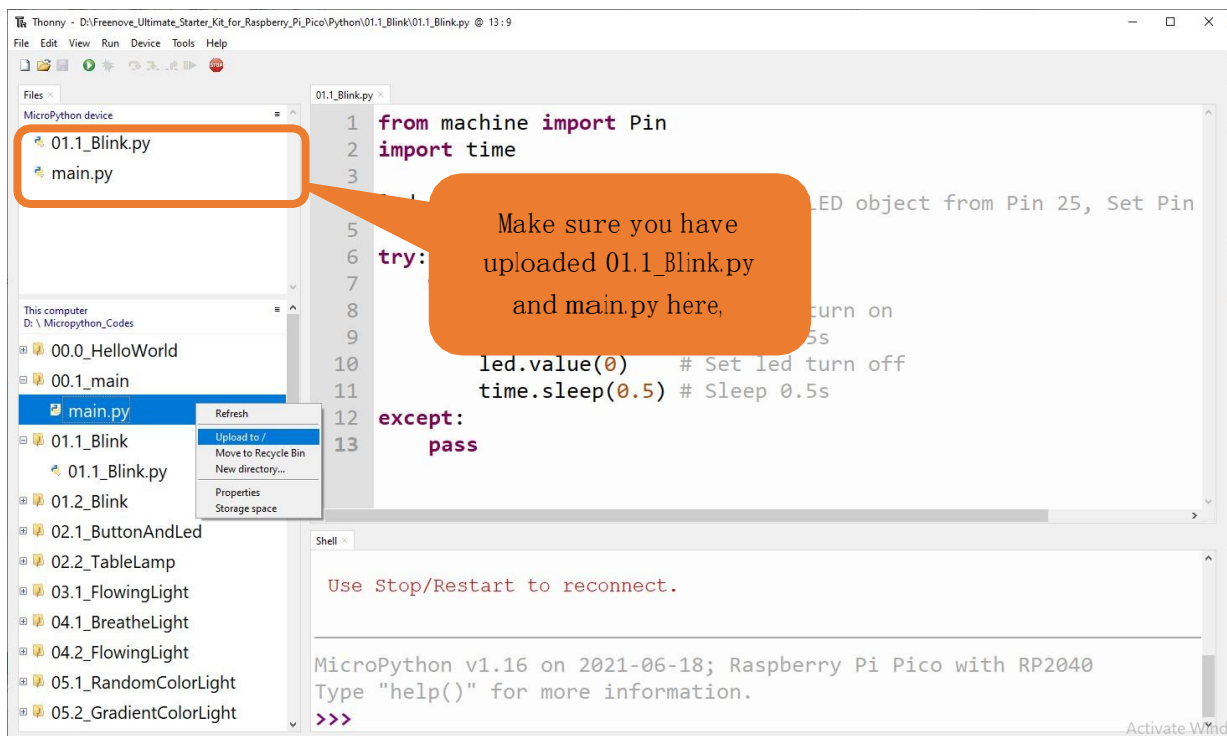 Thonny - D:\Freenove_Ultimate_Starter_Kit_for_Raspberry_Pi_Pico\Python\01.1_Blink\01.1_Blink.py @ 13:9
File Edit View Run Device Tools Help
Files
MicroPython device
01.1_Blink.py
main.py
This computer
D: \ Micropython_Codes
00.0_HelloWorld
00.1_main
main.py
01.1_Blink
01.1_Blink.py
01.2_Blink
02.1_ButtonAndLed
02.2_TableLamp
03.1_FlowingLight
04.1_BreatheLight
04.2_FlowingLight
05.1_RandomColorLight
05.2_GradientColorLight
Refresh
Upload to /
Move to Recycle Bin
New directory...
Properties
Storage space
01.1_Blink.py
1 from machine import Pin
2 import time
3
LED object from Pin 25, Set Pin
5
6 try:
7
8 turn on
9 5s
10 led.value(0) # Set led turn off
11 time.sleep(0.5) # Sleep 0.5s
12 except:
13 pass
Make sure you have
uploaded 01.1_Blink.py
and main.py here,
Shell
Use Stop/Restart to reconnect.
MicroPython v1.16 on 2021-06-18; Raspberry Pi Pico with RP2040
Type "help()" for more information.
>>>
Activate Wind